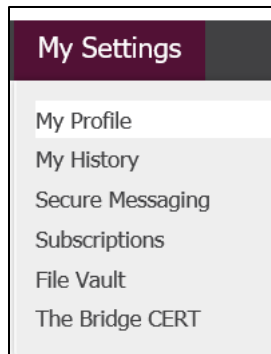 My Settings
My Profile
My History
Secure Messaging
Subscriptions
File Vault
The Bridge CERT